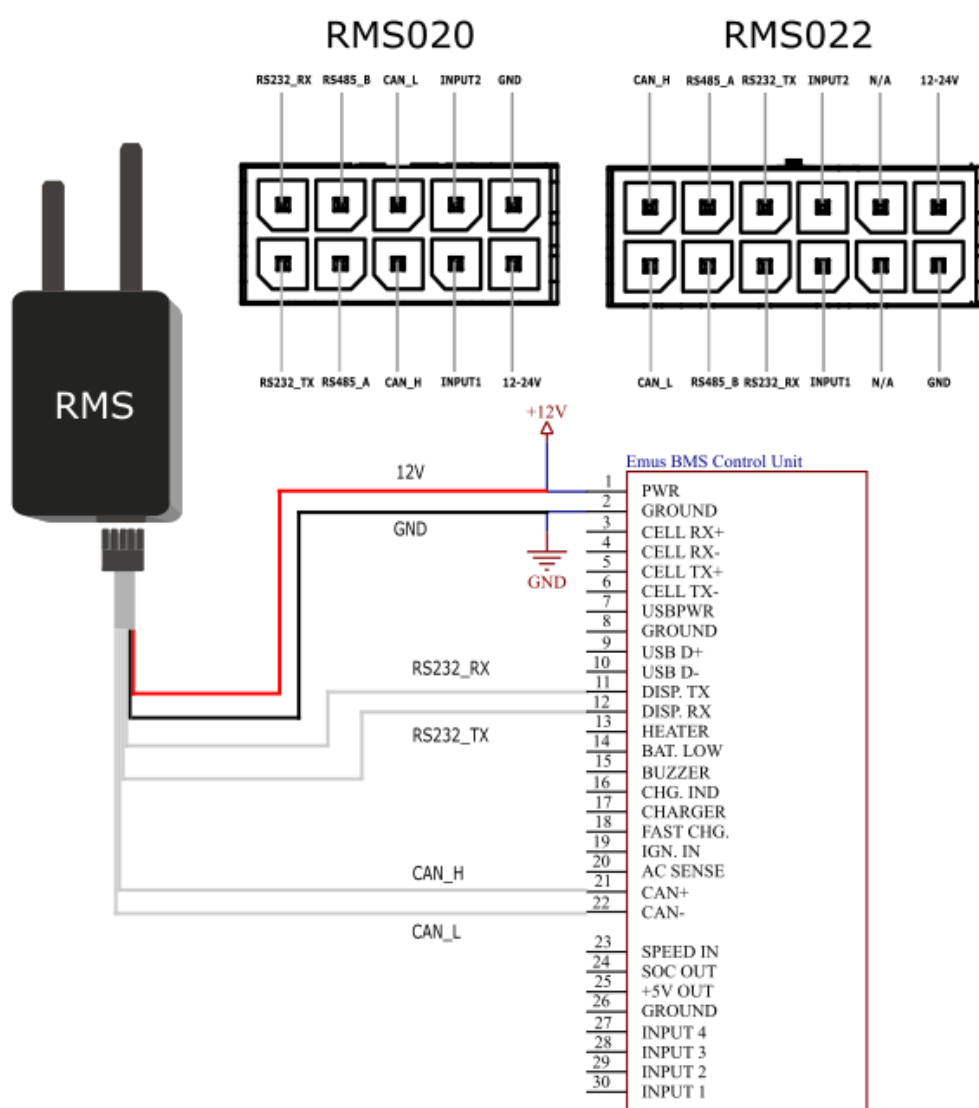 RMS020 RMS022
RS232_RX RS485_B CAN_L INPUT2 GND
CAN_H RS485_A RS232_TX INPUT2 N/A 12-24V
RS232_TX RS485_A CAN_H INPUT1 12-24V
CAN_L RS485_B RS232_RX INPUT1 N/A GND
RMS
+12V
12V
GND
GND
RS232_RX
RS232_TX
CAN_H
CAN_L
Emus BMS Control Unit
1 PWR
2 GROUND
3 CELL RX+
4 CELL RX-
5 CELL TX+
6 CELL TX-
7 USBPWR
8 GROUND
9 USB D+
10 USB D-
11 DISP. TX
12 DISP. RX
13 HEATER
14 BAT. LOW
15 BUZZER
16 CHG. IND
17 CHARGER
18 FAST CHG.
19 IGN. IN
20 AC SENSE
21 CAN+
22 CAN-
23 SPEED IN
24 SOC OUT
25 +5V OUT
26 GROUND
27 INPUT 4
28 INPUT 3
29 INPUT 2
30 INPUT 1